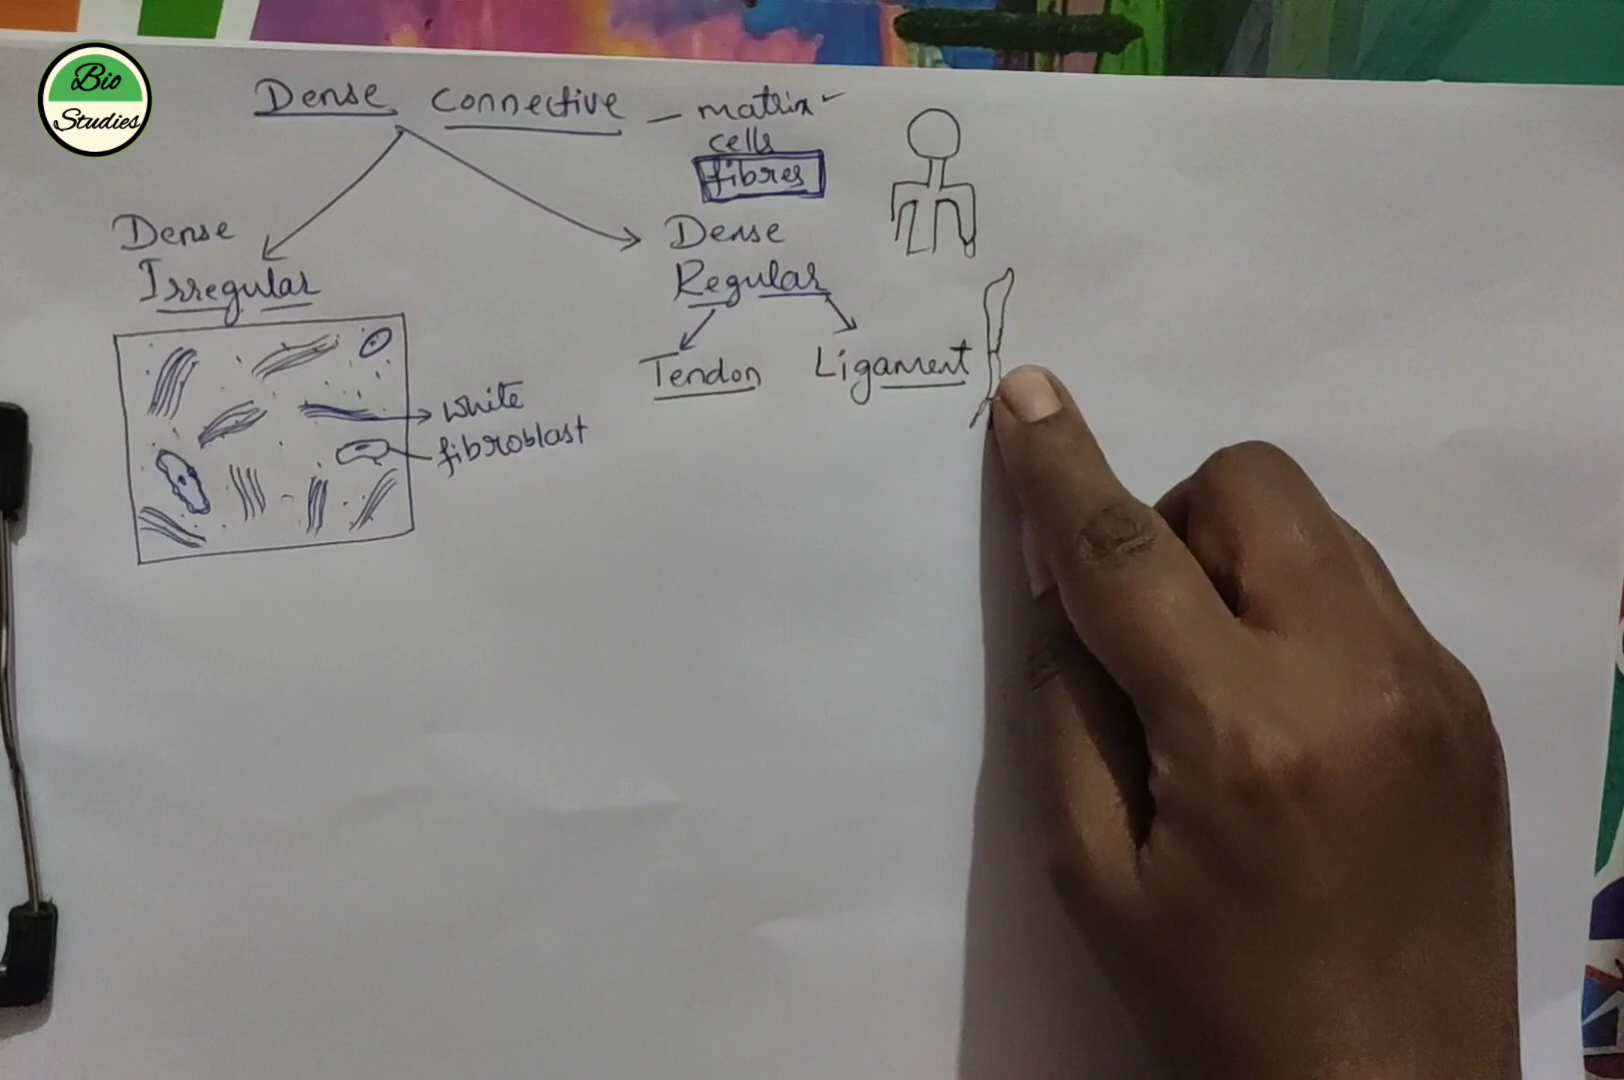 Bio
Studies
Dense connective – matrix
cells
fibres
Dense
Irregular
Dense
Regular
Tendon
Ligament
white
fibroblast